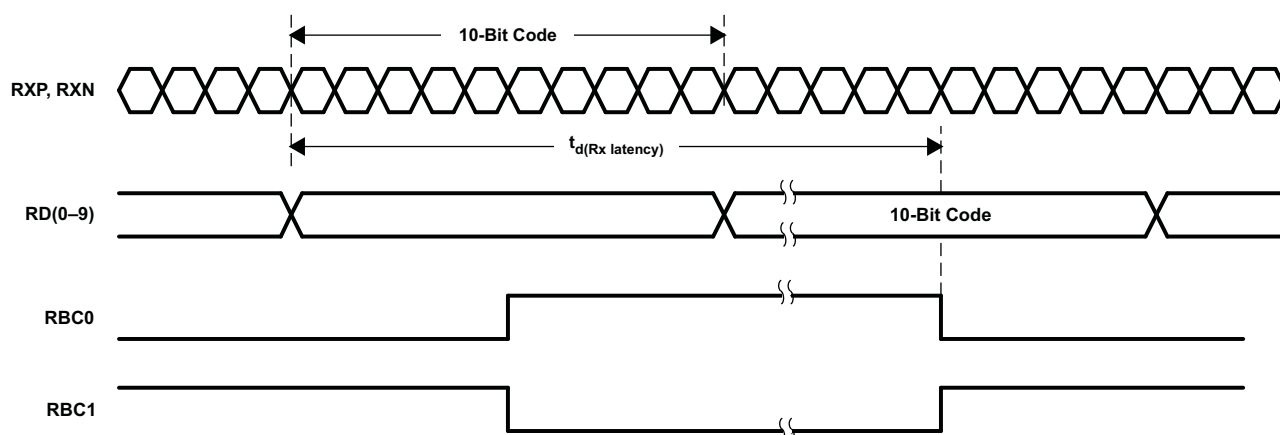 10-Bit Code
RXP, RXN
td(Rx latency)
RD(0–9)
10-Bit Code
RBC0
RBC1